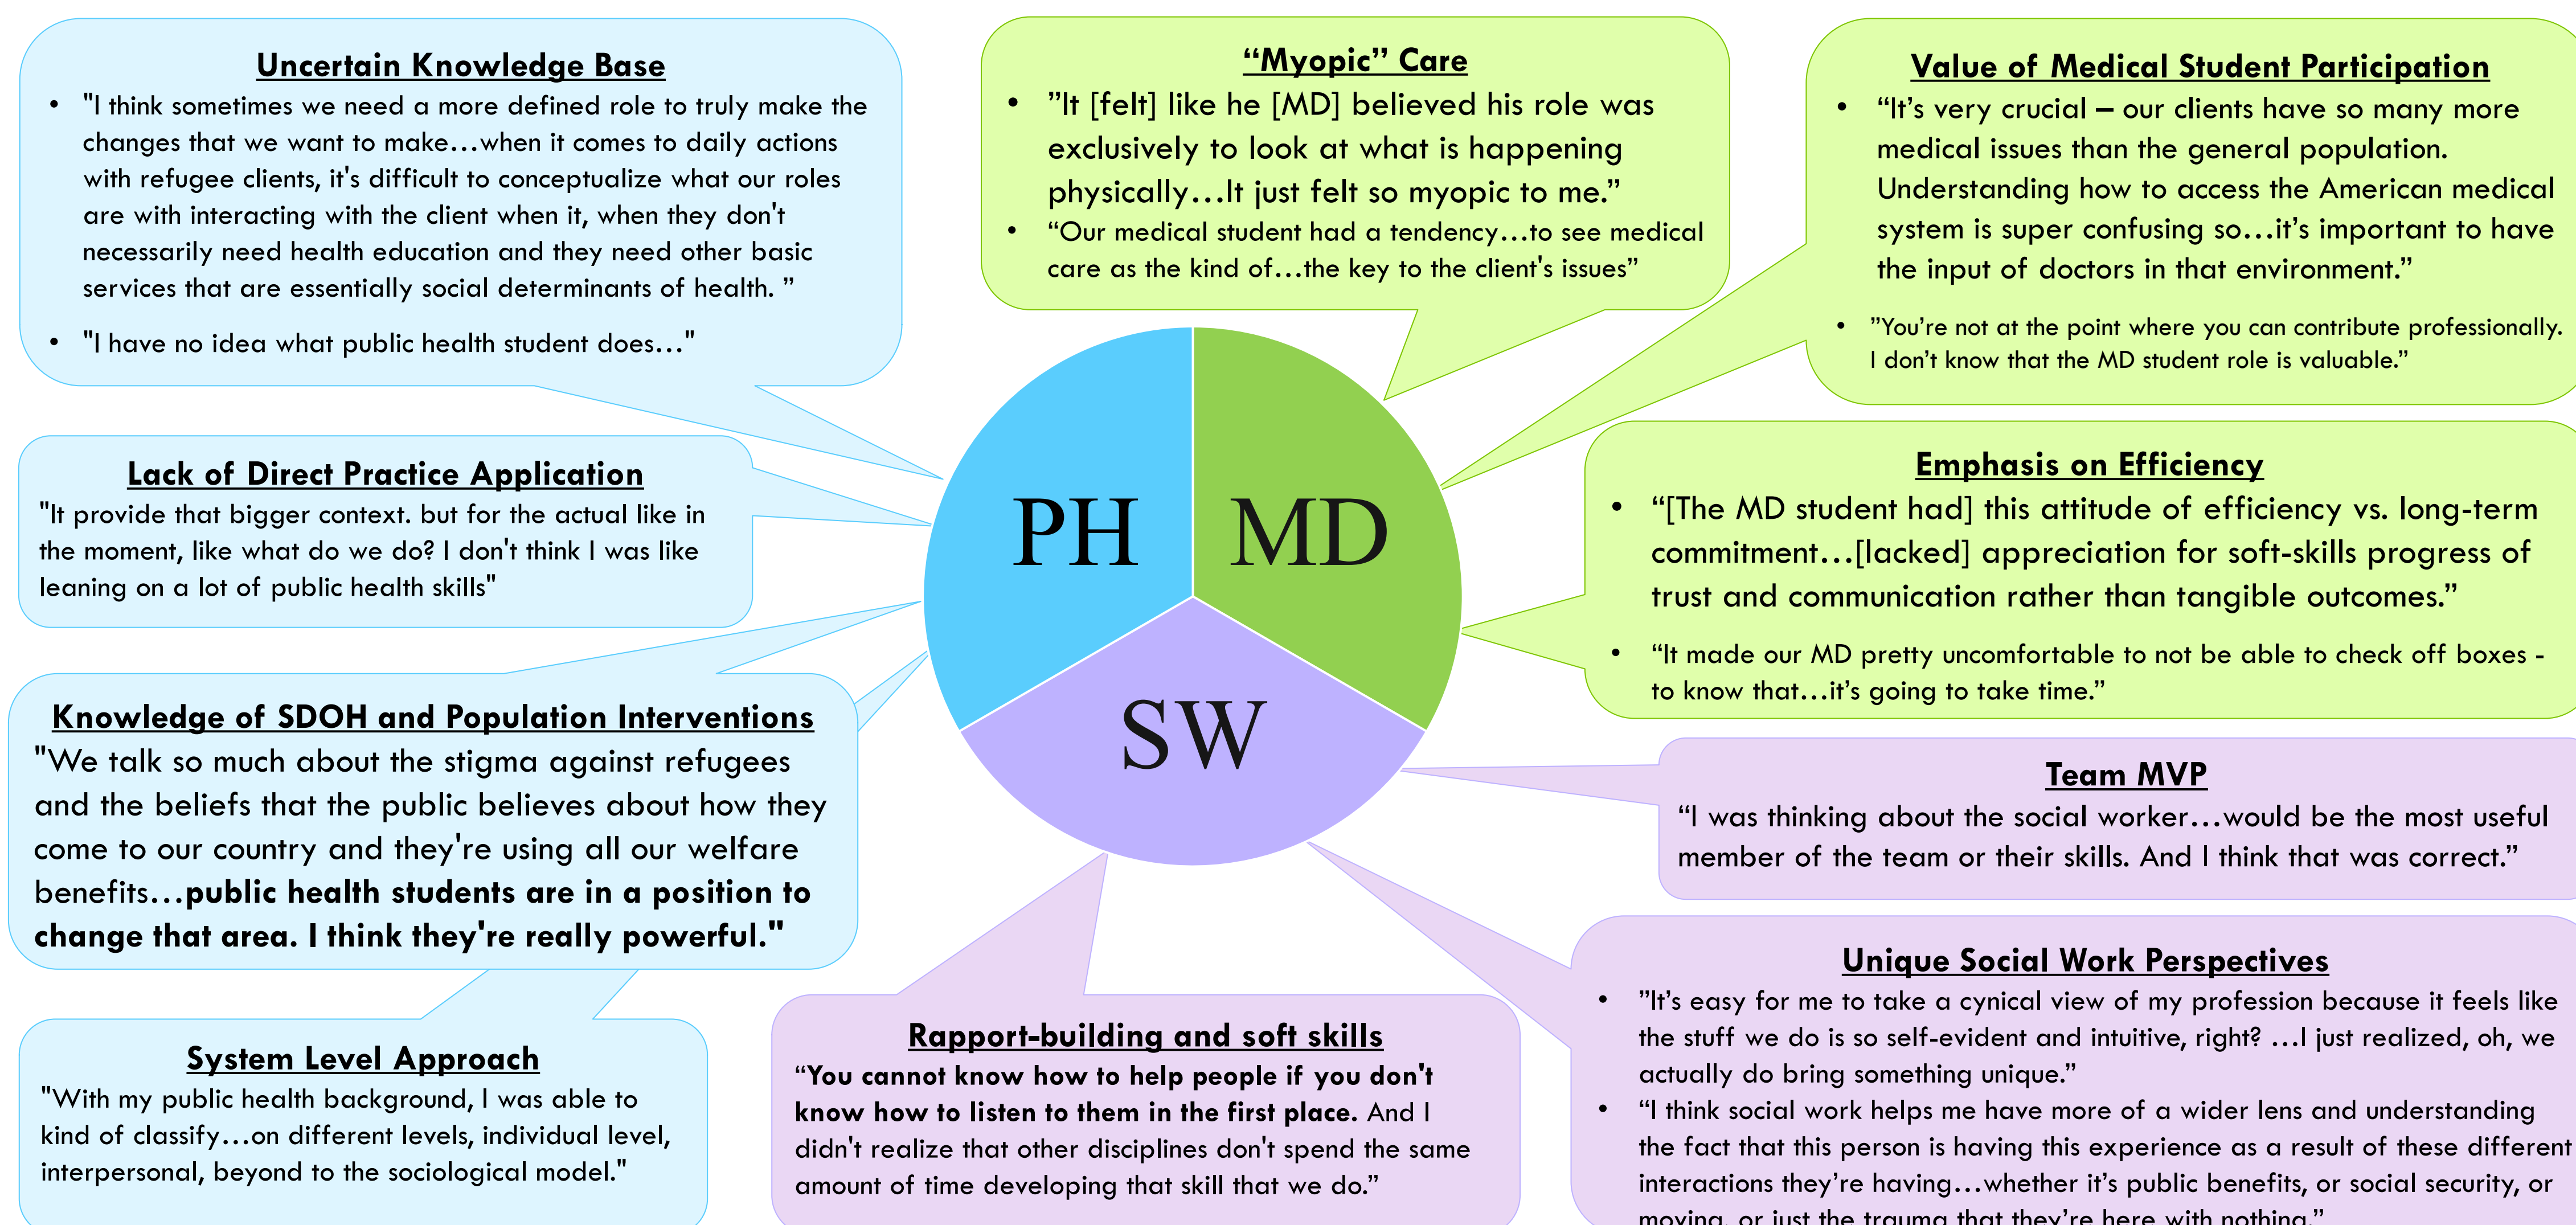 Uncertain Knowledge Base
• "I think sometimes we need a more defined role to truly make the
changes that we want to make…when it comes to daily actions
with refugee clients, it's difficult to conceptualize what our roles
are with interacting with the client when it, when they don't
necessarily need health education and they need other basic
services that are essentially social determinants of health. ”
• "I have no idea what public health student does…"
“Myopic” Care
• ”It [felt] like he [MD] believed his role was
exclusively to look at what is happening
physically…It just felt so myopic to me.”
• “Our medical student had a tendency…to see medical
care as the kind of…the key to the client's issues”
Value of Medical Student Participation
• “It’s very crucial – our clients have so many more
medical issues than the general population.
Understanding how to access the American medical
system is super confusing so…it’s important to have
the input of doctors in that environment.”
• ”You’re not at the point where you can contribute professionally.
I don’t know that the MD student role is valuable.”
Lack of Direct Practice Application
"It provide that bigger context. but for the actual like in
the moment, like what do we do? I don't think I was like
leaning on a lot of public health skills"
PH
MD
SW
Emphasis on Efficiency
• “[The MD student had] this attitude of efficiency vs. long-term
commitment…[lacked] appreciation for soft-skills progress of
trust and communication rather than tangible outcomes.”
• “It made our MD pretty uncomfortable to not be able to check off boxes -
to know that…it’s going to take time.”
Knowledge of SDOH and Population Interventions
"We talk so much about the stigma against refugees
and the beliefs that the public believes about how they
come to our country and they're using all our welfare
benefits…public health students are in a position to
change that area. I think they're really powerful."
Team MVP
“I was thinking about the social worker…would be the most useful
member of the team or their skills. And I think that was correct.”
System Level Approach
"With my public health background, I was able to
kind of classify…on different levels, individual level,
interpersonal, beyond to the sociological model."
Rapport-building and soft skills
“You cannot know how to help people if you don't
know how to listen to them in the first place. And I
didn't realize that other disciplines don't spend the same
amount of time developing that skill that we do.”
Unique Social Work Perspectives
• ”It’s easy for me to take a cynical view of my profession because it feels like
the stuff we do is so self-evident and intuitive, right? …I just realized, oh, we
actually do bring something unique.”
• “I think social work helps me have more of a wider lens and understanding
the fact that this person is having this experience as a result of these different
interactions they’re having…whether it’s public benefits, or social security, or
moving, or just the trauma that they’re here with nothing.”